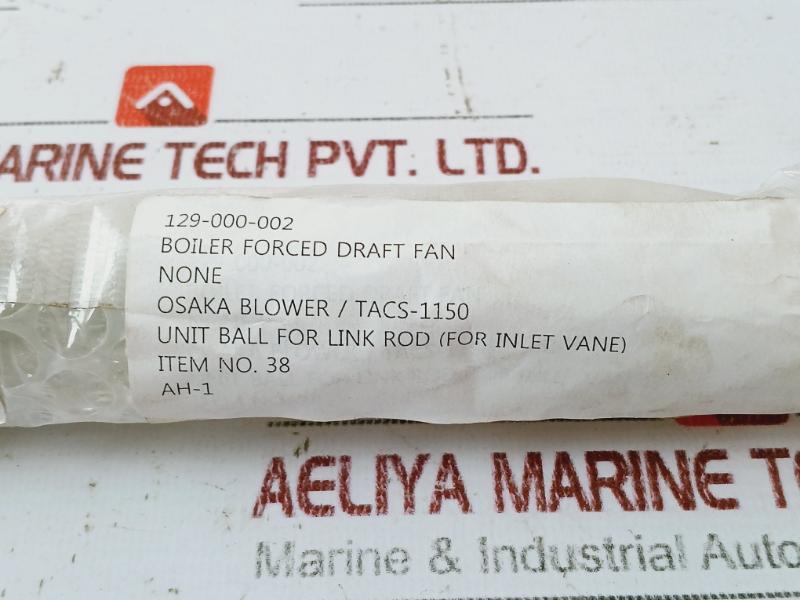 ARINE TECH PVT. LTD.
129-000-002
BOILER FORCED DRAFT FAN
NONE
OSAKA BLOWER / TACS-1150
UNIT BALL FOR LINK ROD (FOR INLET VANE)
ITEM NO. 38
AH-1
AELIYA MARINE T
Marine & Industrial Auto